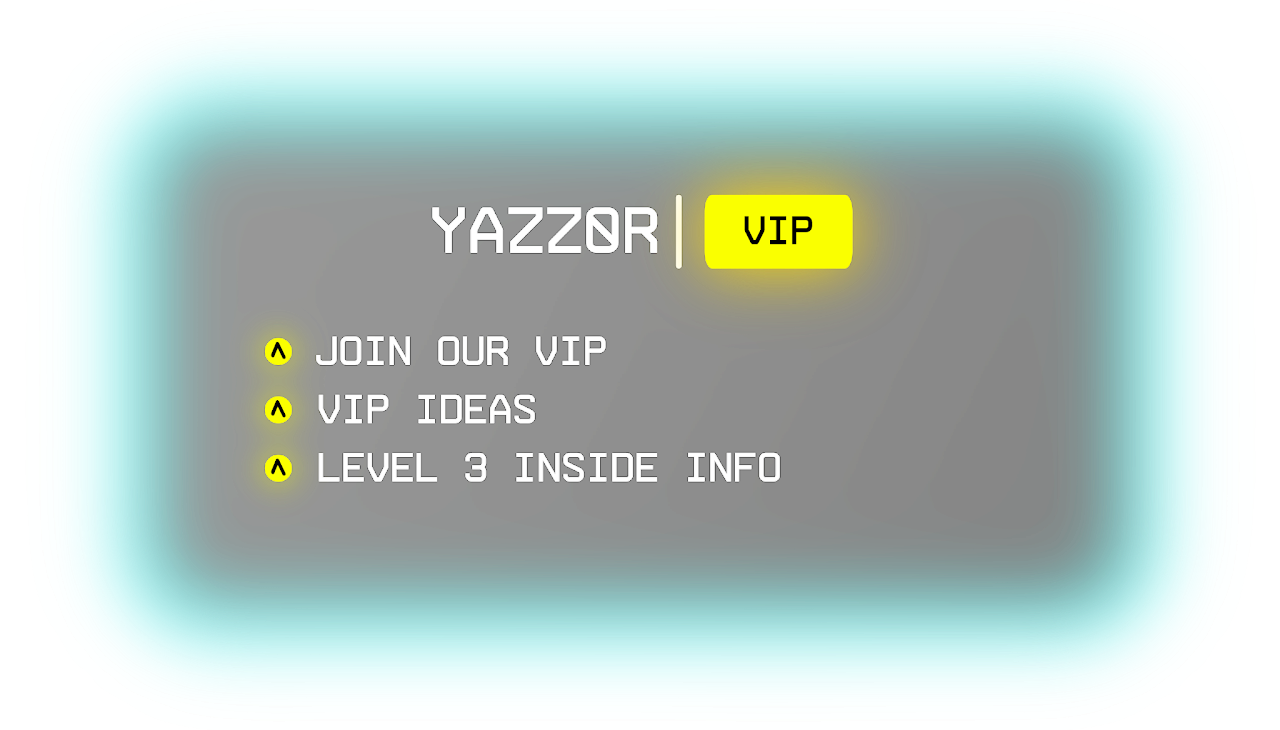 YAZZ0R VIP
JOIN OUR VIP
VIP IDEAS
LEVEL 3 INSIDE INFO